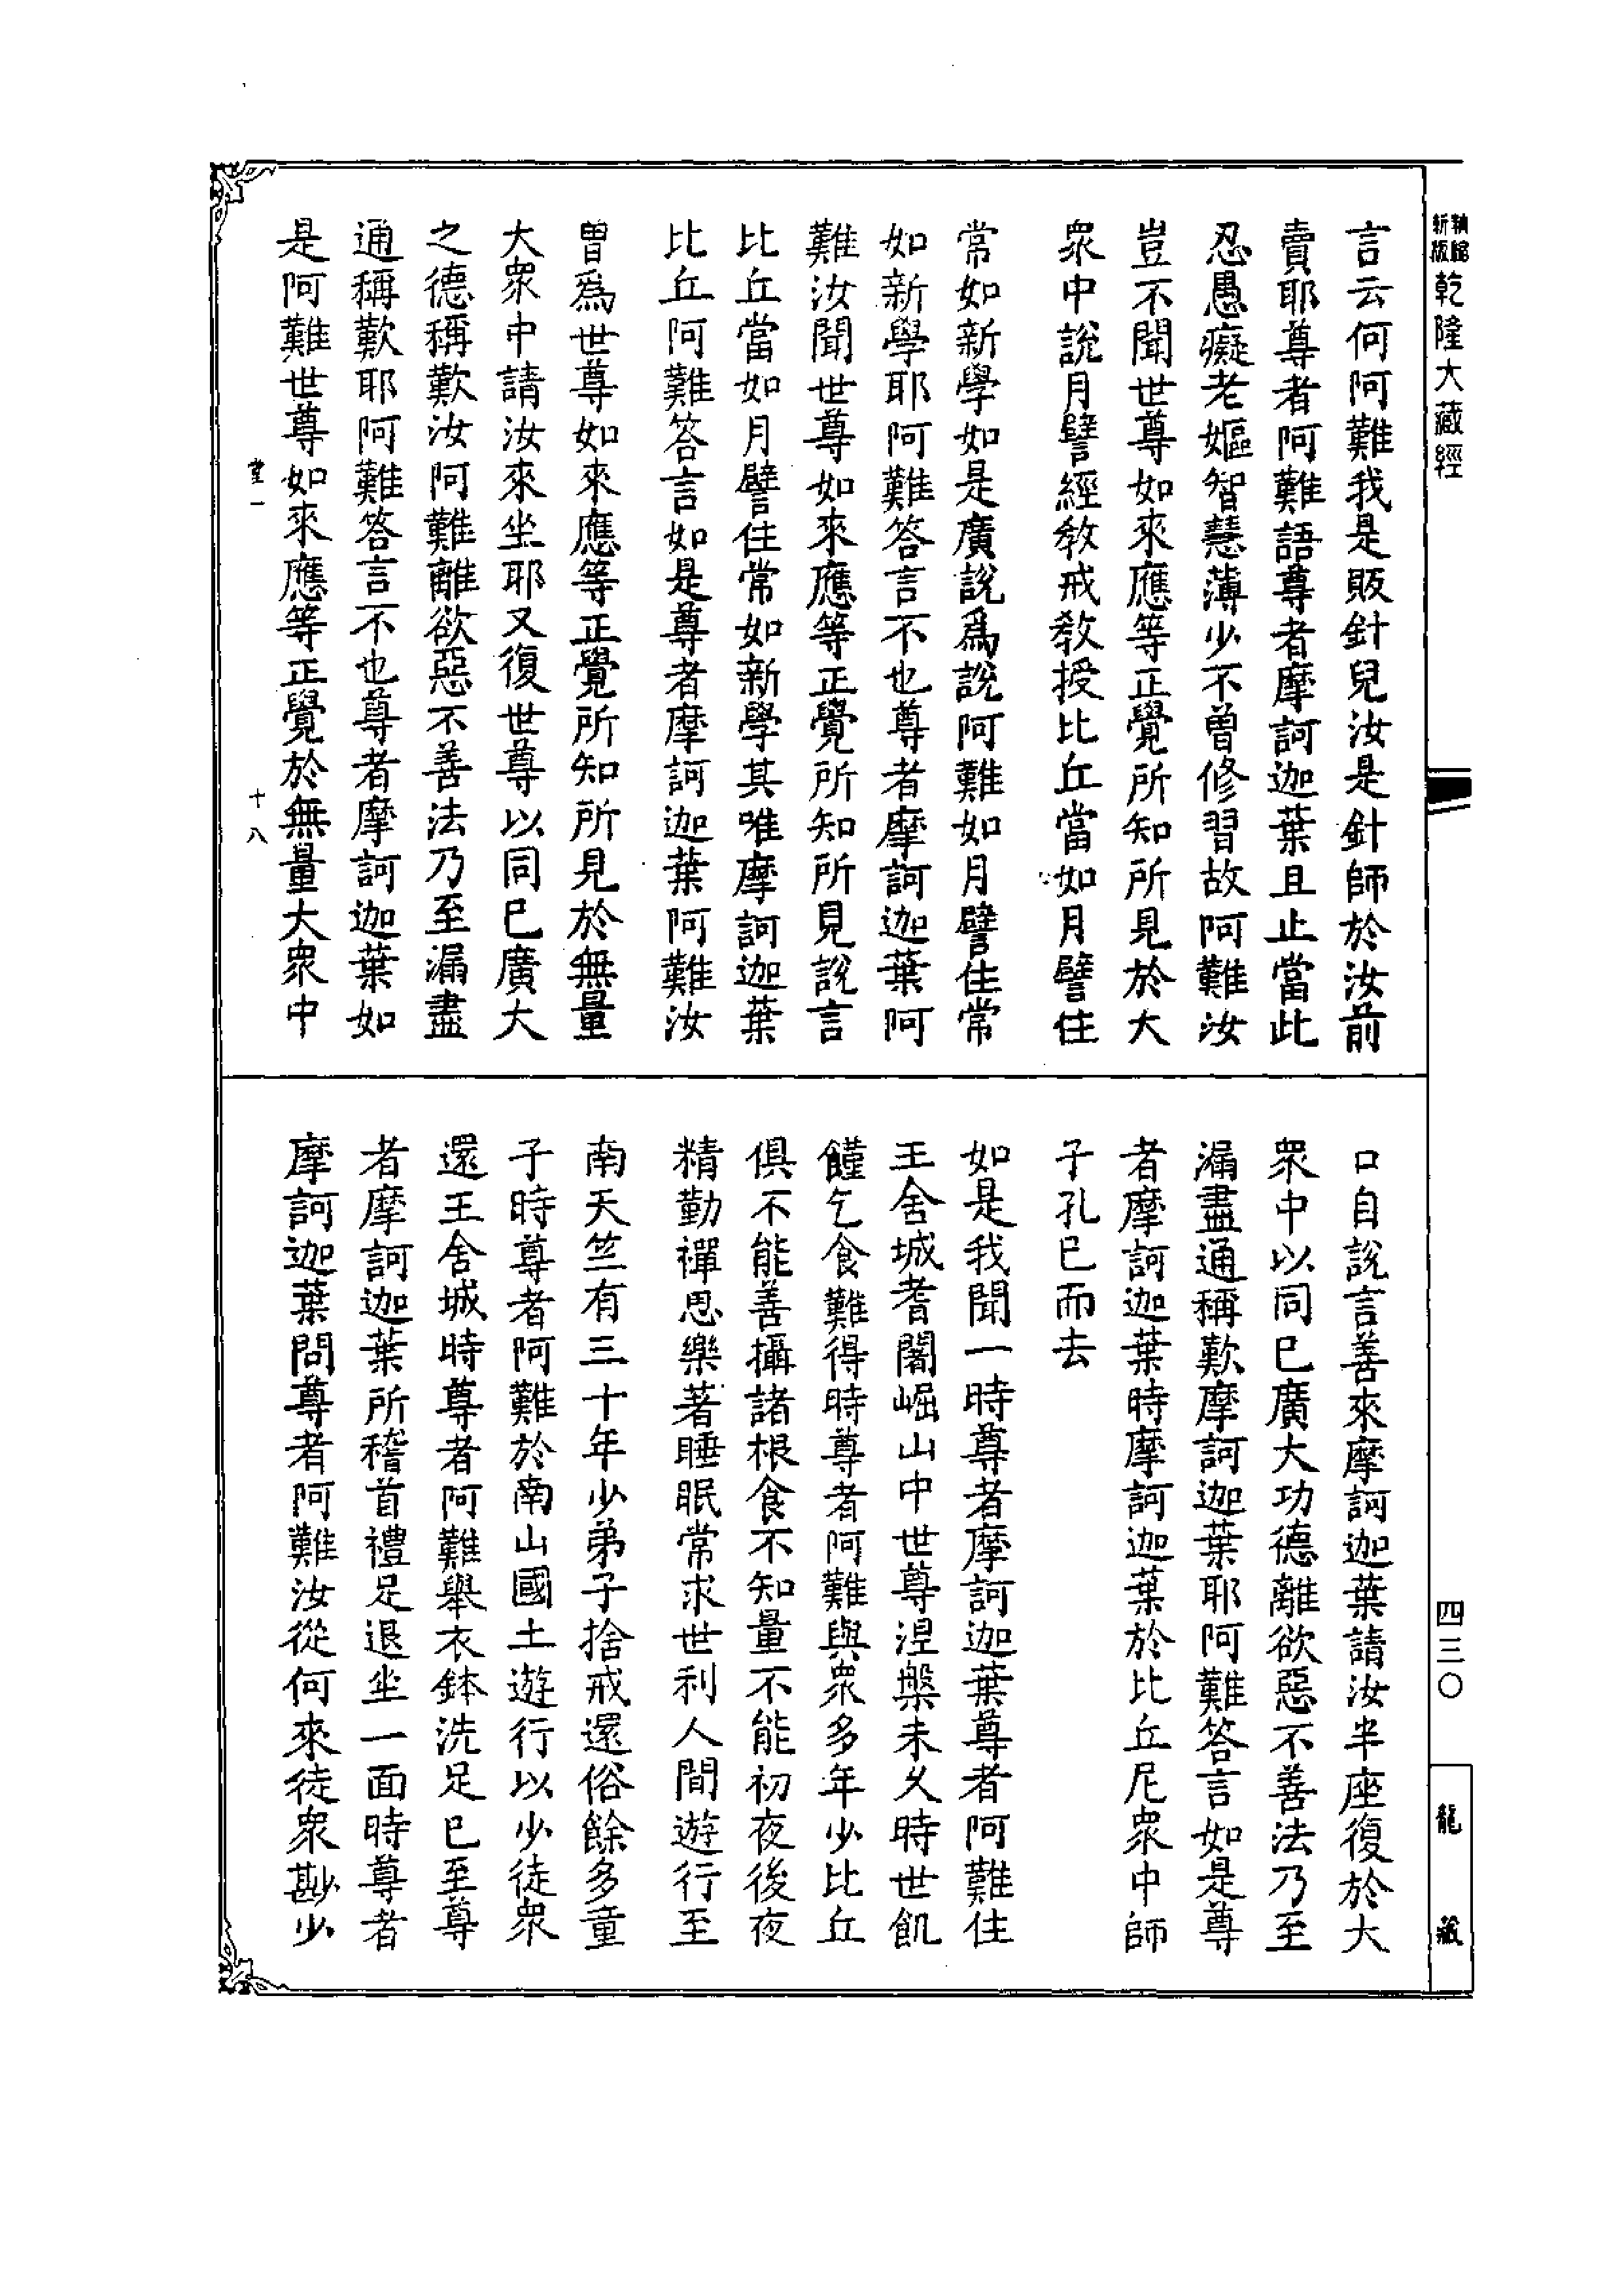 乾隆大藏經
言云何阿難我是販針兒汝是針師於汝前
賣耶尊者阿難語尊者摩訶迦葉且止當此
忍愚癡老嫗智慧薄少不曽修習故阿難汝
豈不聞世尊如來應等正覺所知所見於大
眾中說月譬經教戒教授比丘當如月譬住
常如新學如是廣說爲說阿難如月譬住常
如新學耶阿難答言不也尊者摩訶迦葉阿
難汝聞世尊如來應等正覺所知所見說言
比丘當如月譬住常如新學其唯摩訶迦葉
比丘阿難答言如是尊者摩訶迦葉阿難汝
曽爲世尊如來應等正覺所知所見於無量
大眾中請汝來坐耶又復世尊以同已廣大
之德稱歎汝阿難離欲惡不善法乃至漏盡
通稱歎耶阿難答言不也尊者摩訶迦葉如
是阿難世尊如來應等正覺於無量大眾中
堂一
十八
口自說言善來摩訶迦葉請汝半座復於大
眾中以同已廣大功德離欲惡不善法乃至
漏盡通稱歎摩訶迦葉耶阿難答言如是尊
者摩訶迦葉時摩訶迦葉於比丘尼眾中師
子孔已而去
如是我聞一時尊者摩訶迦葉尊者阿難住
王舍城耆闍崛山中世尊涅槃未久時世飢
饉乞食難得時尊者阿難與眾多年少比丘
俱不能善攝諸根食不知量不能初夜後夜
精勤禪思樂著睡眠常求世利人間遊行至
南天竺有三十年少弟子捨戒還俗餘多童
子時尊者阿難於南山國土遊行以少徒眾
還王舍城時尊者阿難舉衣鉢洗足已至尊
者摩訶迦葉所稽首禮足退坐一面時尊者
摩訶迦葉問尊者阿難汝從何來徒眾尠少
四三〇
龍藏